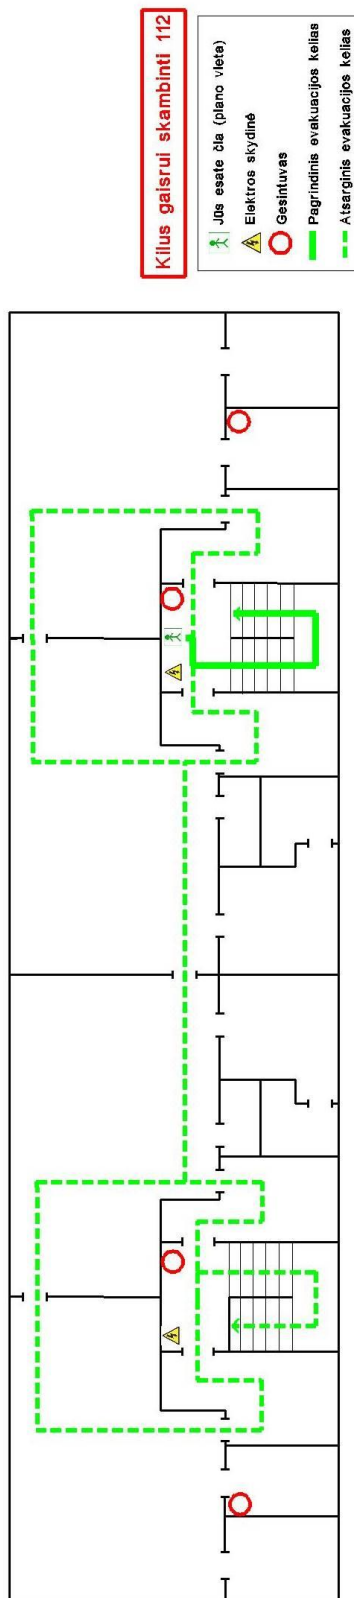 Kilus gaisrui skambinti 112
Jūs esate čia (plano vieta)
Elektros skydinė
Gesintuvas
Pagrindinis evakuacijos kelias
Atsarginis evakuacijos kelias